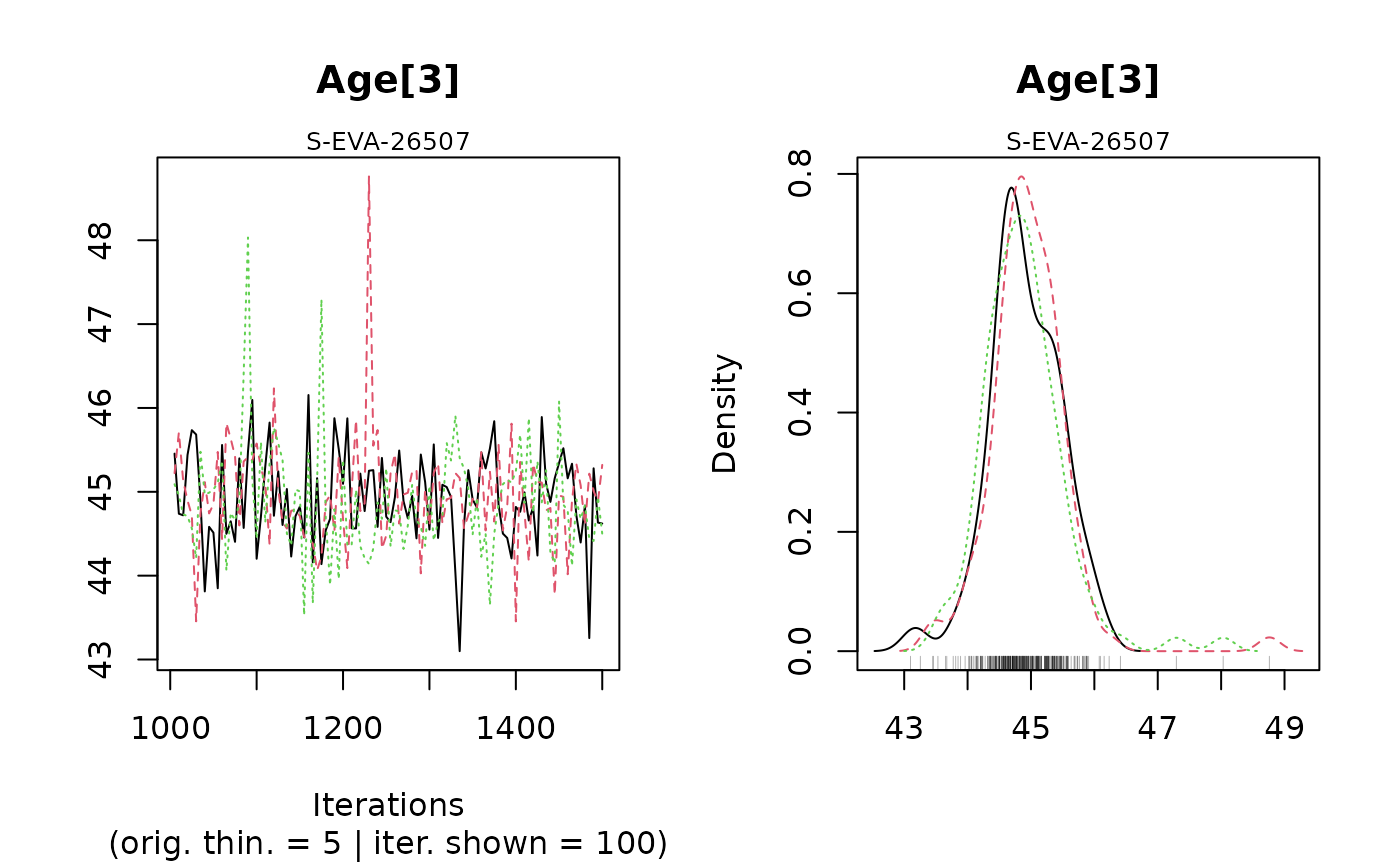 Age[3]
S-EVA-26507
48
47
46
45
44
43
1000
1200
1400
Iterations
(orig. thin. = 5 | iter. shown = 100)
Age[3]
S-EVA-26507
Density
0.8
0.6
0.4
0.2
0.0
43
45
47
49